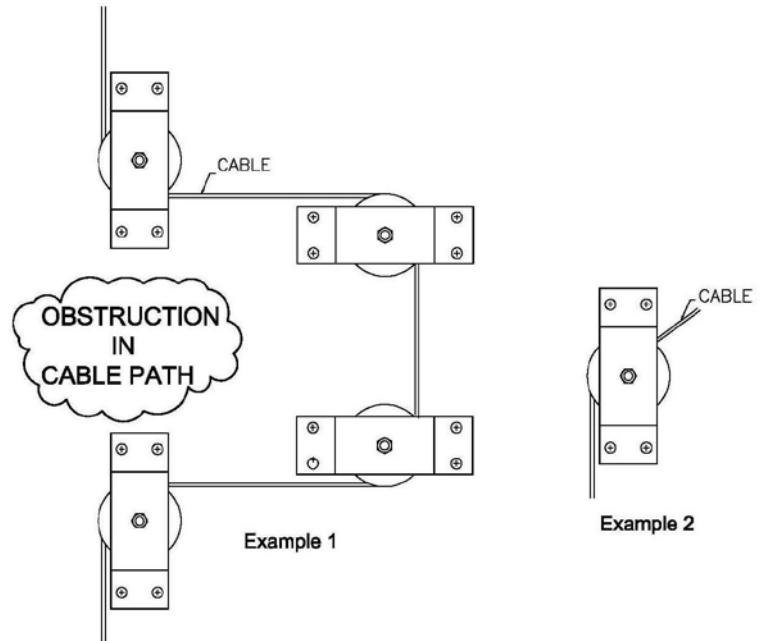 CABLE
OBSTRUCTION
IN
CABLE PATH
CABLE
Example 1
Example 2